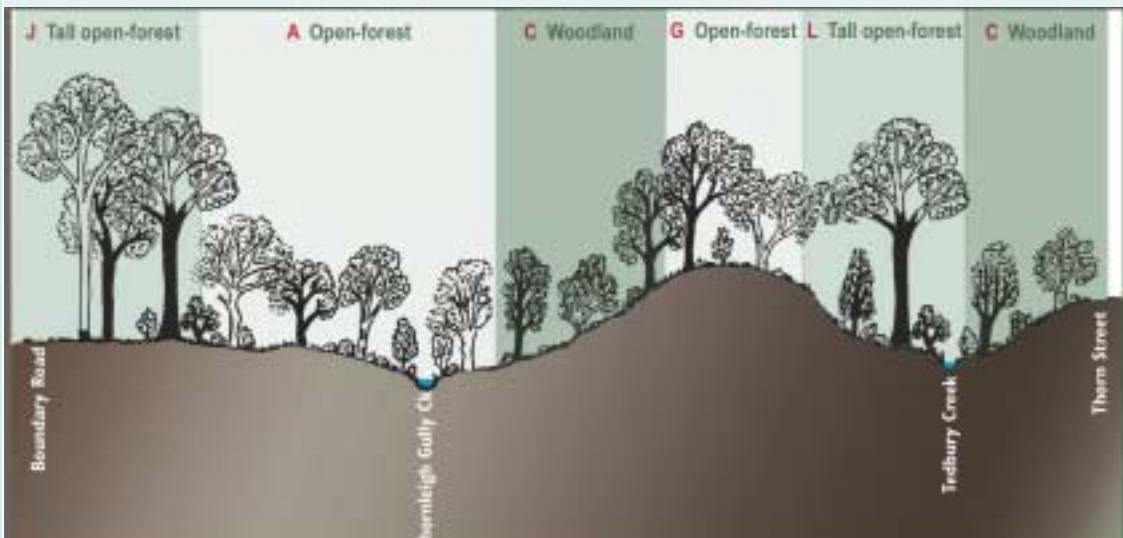 J Tall open-forest
A Open-forest
C Woodland
G Open-forest
L Tall open-forest
C Woodland
Boundary Road
Gully Ck
Tedbury Creek
Thorn Street